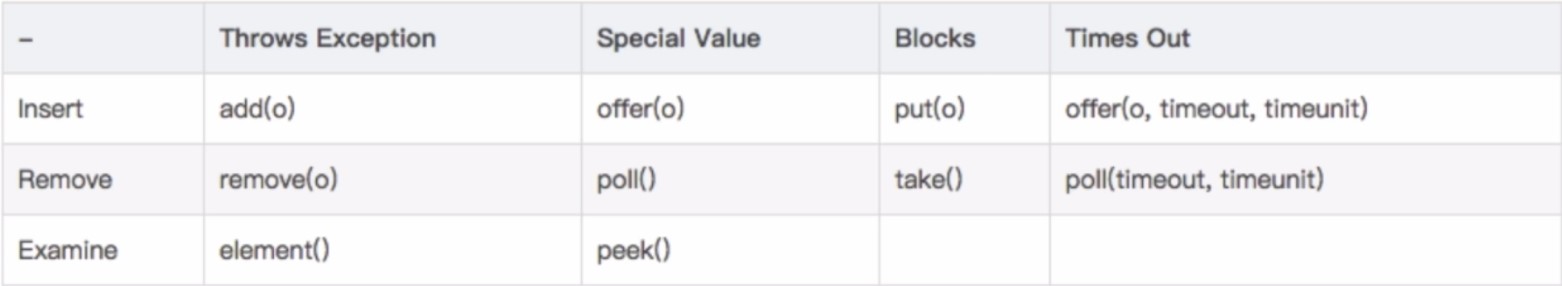 – Throws Exception Special Value Blocks Times Out
Insert add(o) offer(o) put(o) offer(o, timeout, timeunit)
Remove remove(o) poll() take() poll(timeout, timeunit)
Examine element() peek()